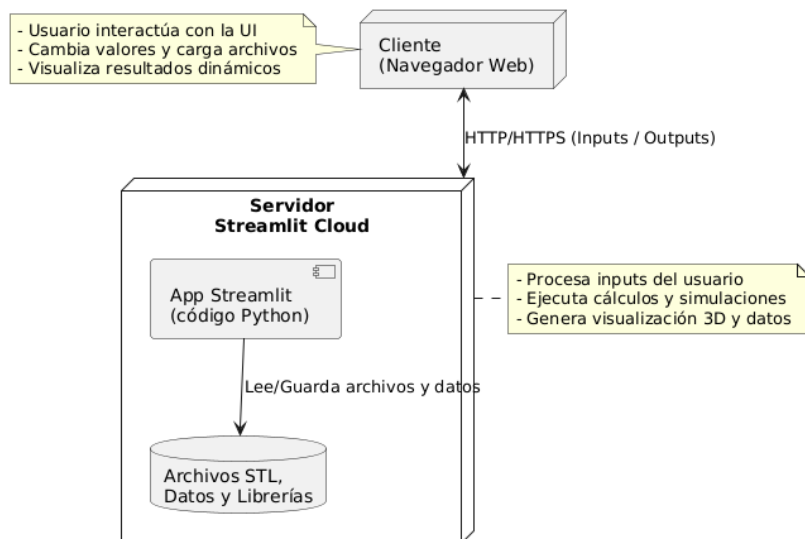 - Usuario interactúa con la UI
- Cambia valores y carga archivos
- Visualiza resultados dinámicos
Cliente
(Navegador Web)
HTTP/HTTPS (Inputs / Outputs)
Servidor
Streamlit Cloud
App Streamlit
(código Python)
- Procesa inputs del usuario
- Ejecuta cálculos y simulaciones
- Genera visualización 3D y datos
Lee/Guarda archivos y datos
Archivos STL,
Datos y Librerías